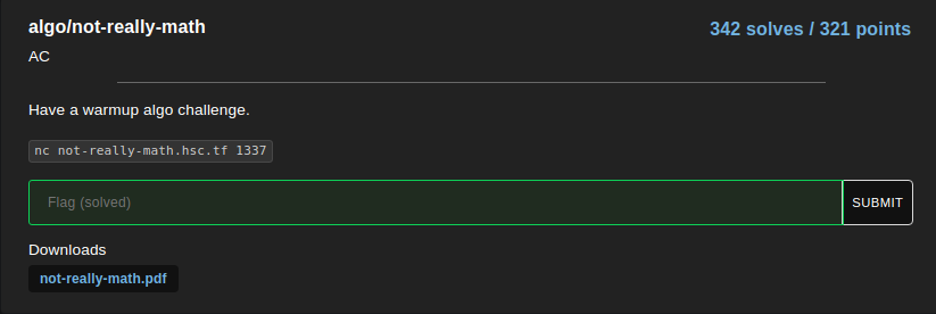 algo/not-really-math
342 solves / 321 points
AC
Have a warmup algo challenge.
nc not-really-math.hsc.tf 1337
Flag (solved)
SUBMIT
Downloads
not-really-math.pdf